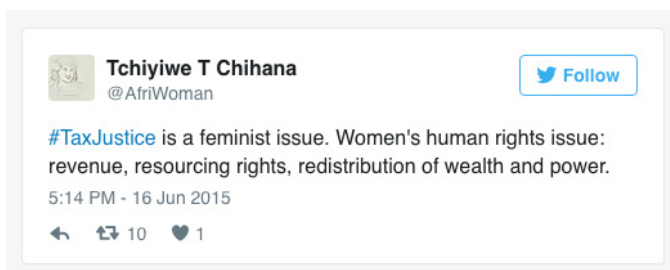 Tchiyiwe T Chihana
@AfriWoman
Follow
#TaxJustice is a feminist issue. Women's human rights issue:
revenue, resourcing rights, redistribution of wealth and power.
5:14 PM - 16 Jun 2015
10 1